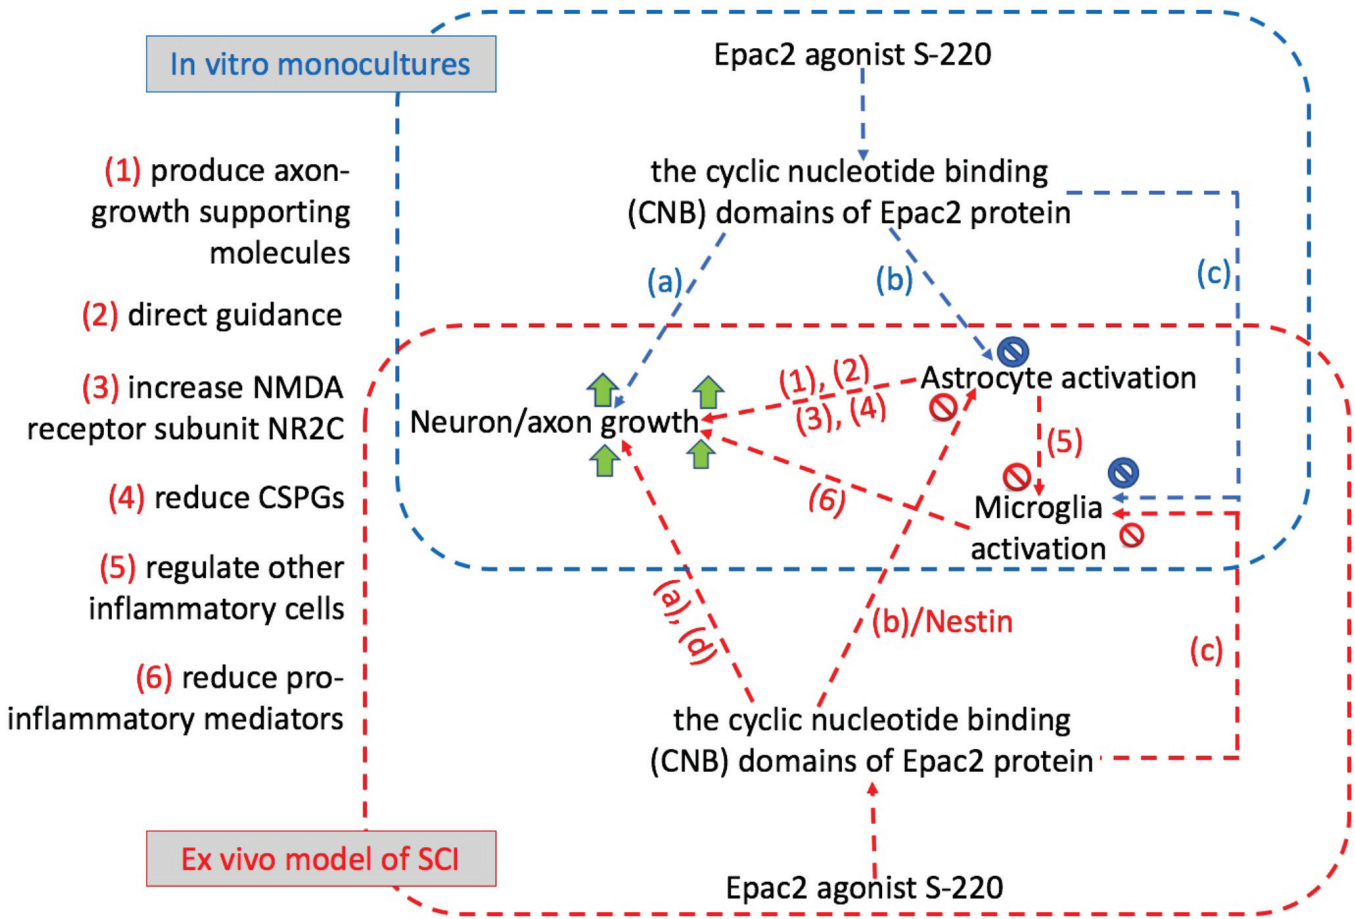 In vitro monocultures
Epac2 agonist S-220
the cyclic nucleotide binding
(CNB) domains of Epac2 protein
(a)
(b)
(c)
(1) produce axon-
growth supporting
molecules
(2) direct guidance
(3) increase NMDA
receptor subunit NR2C
(4) reduce CSPGs
(5) regulate other
inflammatory cells
(6) reduce pro-
inflammatory mediators
(1), (2)
(3), (4)
Astrocyte activation
Neuron/axon growth
(5)
(6)
Microglia
activation
(a), (d)
(b)/Nestin
(c)
the cyclic nucleotide binding
(CNB) domains of Epac2 protein
Ex vivo model of SCI
Epac2 agonist S-220